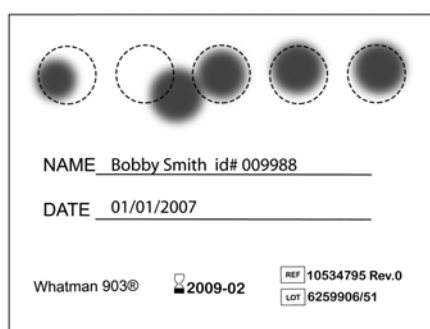 NAME Bobby Smith id# 009988
DATE 01/01/2007
Whatman 903® 2009-02 REF 10534795 Rev.0
LOT 6259906/51